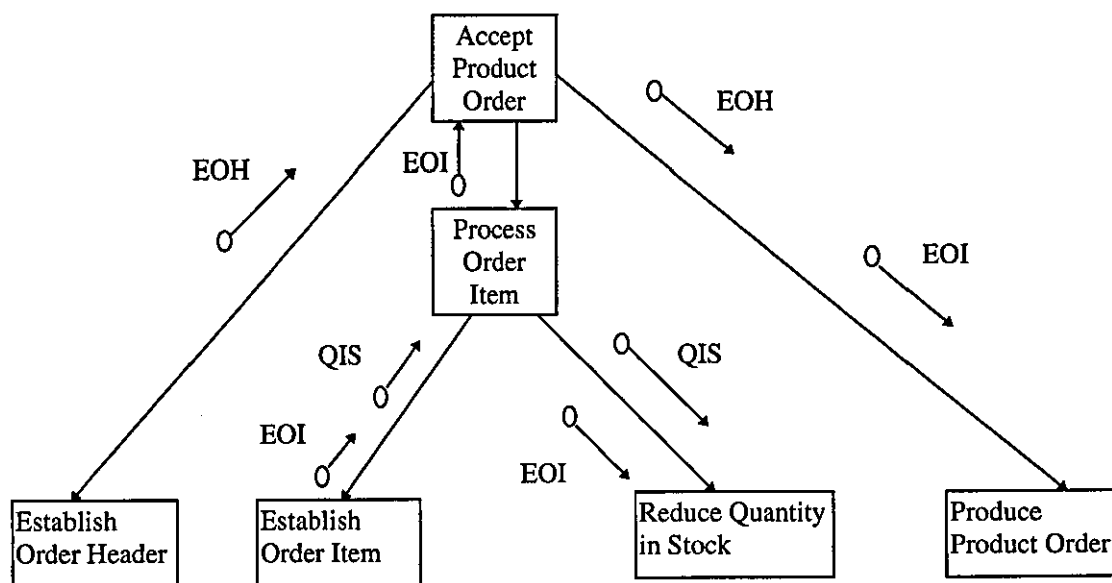 Accept
Product
Order
EOH
EOI
EOH
Process
Order
Item
EOI
QIS
QIS
EOI
EOI
Establish
Order Header
Establish
Order Item
Reduce Quantity
in Stock
Produce
Product Order